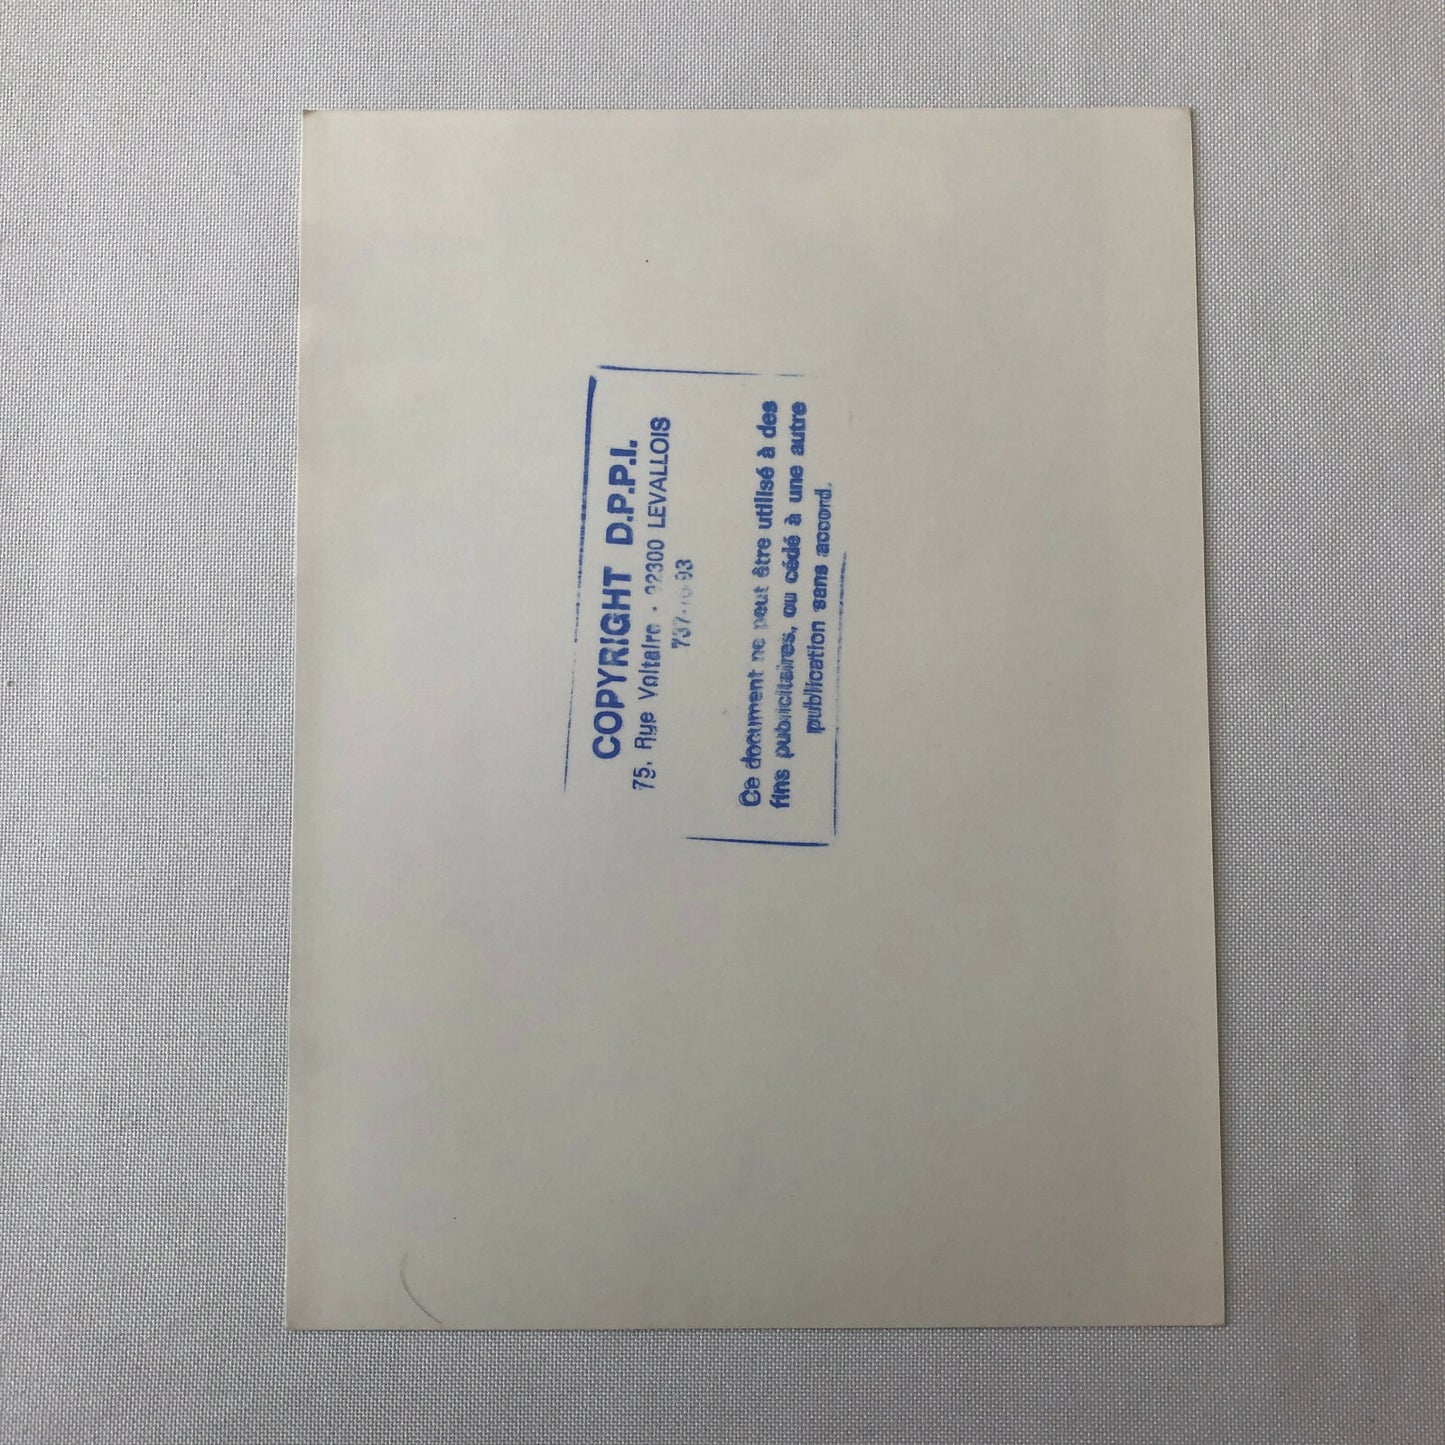 COPYRIGHT D.P.P.I.
75, Rye Voltaire - 92300 LEVALLOIS
Ce document ne peut être utilisé à des
fins publicitaires, ou cédé à une autre
publication sans accord.